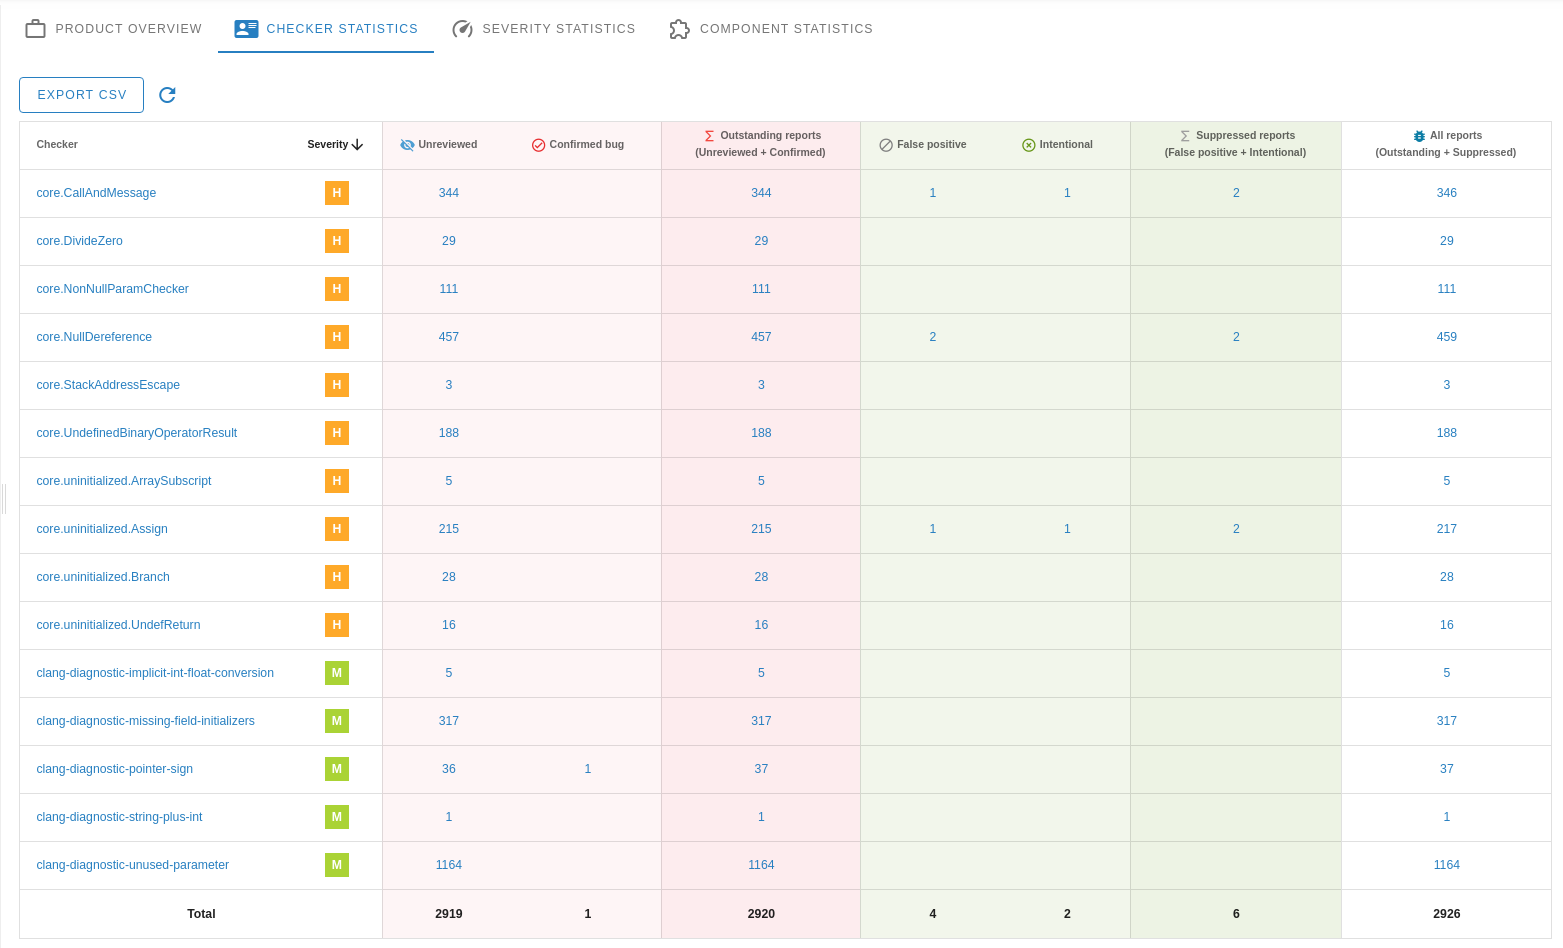 PRODUCT OVERVIEW CHECKER STATISTICS SEVERITY STATISTICS COMPONENT STATISTICS
EXPORT CSV
Checker Severity Unreviewed Confirmed bug Outstanding reports (Unreviewed + Confirmed) False positive Intentional Suppressed reports (False positive + Intentional) All reports (Outstanding + Suppressed)
core.CallAndMessage H 344 344 1 1 2 346
core.DivideZero H 29 29 29
core.NonNullParamChecker H 111 111 111
core.NullDereference H 457 457 2 2 459
core.StackAddressEscape H 3 3 3
core.UndefinedBinaryOperatorResult H 188 188 188
core.uninitialized.ArraySubscript H 5 5 5
core.uninitialized.Assign H 215 215 1 1 2 217
core.uninitialized.Branch H 28 28 28
core.uninitialized.UndefReturn H 16 16 16
clang-diagnostic-implicit-int-float-conversion M 5 5 5
clang-diagnostic-missing-field-initializers M 317 317 317
clang-diagnostic-pointer-sign M 36 1 37 37
clang-diagnostic-string-plus-int M 1 1 1
clang-diagnostic-unused-parameter M 1164 1164 1164
Total 2919 1 2920 4 2 6 2926